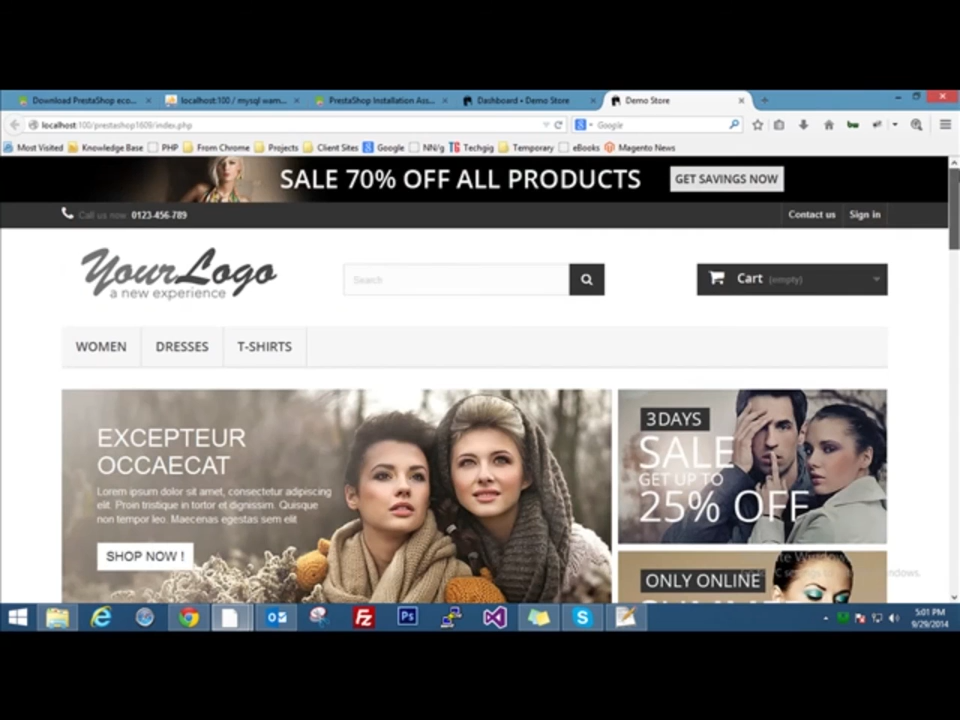 Download PrestaShop eco...
localhost:100 / mysql wam...
PrestaShop Installation Ass...
Dashboard • Demo Store
Demo Store
localhost:100/prestashop1609/index.php
Google
Most Visited
Knowledge Base
PHP
From Chrome
Projects
Client Sites
Google
NN/g
Techgig
Temporary
eBooks
Magento News
SALE 70% OFF ALL PRODUCTS
GET SAVINGS NOW
Call us now: 0123-456-789
Contact us
Sign in
YourLogo
a new experience
Search
Cart (empty)
WOMEN
DRESSES
T-SHIRTS
EXCEPTEUR
OCCAECAT
Lorem ipsum dolor sit amet, consectetur adipiscing
elit. Proin tristique in tortor et dignissim. Quisque
non tempor leo. Maecenas egestas sem elit
SHOP NOW !
3DAYS
SALE
GET UP TO
25% OFF
ONLY ONLINE
5:01 PM
9/29/2014